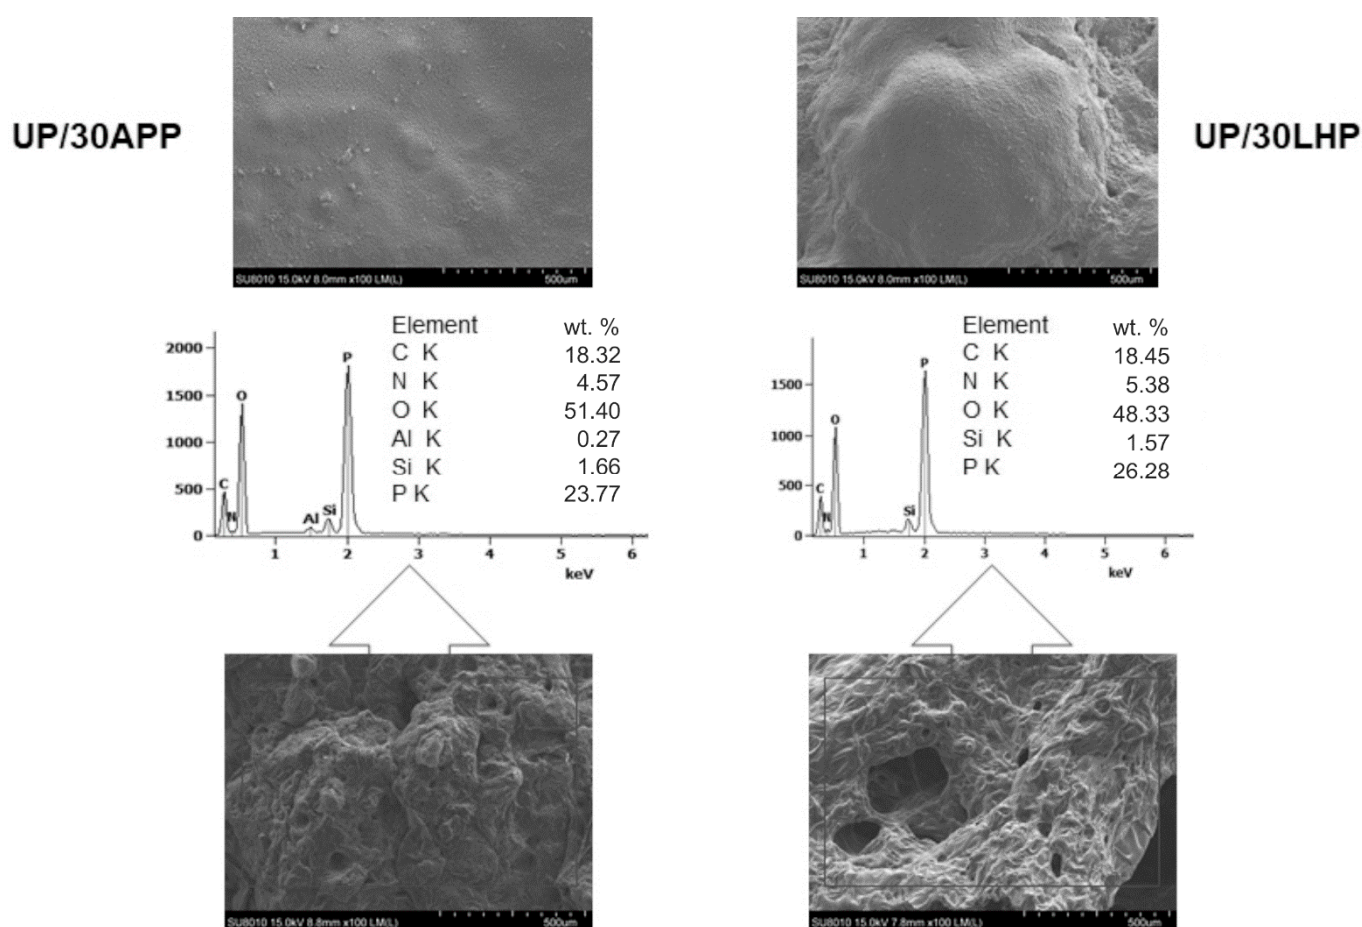 UP/30APP
UP/30LHP
SU8010 15.0kV 8.0mm x100 LM(L) 500um
SU8010 15.0kV 8.0mm x100 LM(L) 500um
Element wt. %
C K 18.32
N K 4.57
O K 51.40
Al K 0.27
Si K 1.66
P K 23.77
2000
1500
1000
500
0
C
N
O
Al
Si
P
1 2 3 4 5 6
keV
Element wt. %
C K 18.45
N K 5.38
O K 48.33
Si K 1.57
P K 26.28
1500
1000
500
0
C
N
O
Si
P
1 2 3 4 5 6
keV
SU8010 15.0kV 8.8mm x100 LM(L) 500um
SU8010 15.0kV 7.8mm x100 LM(L) 500um